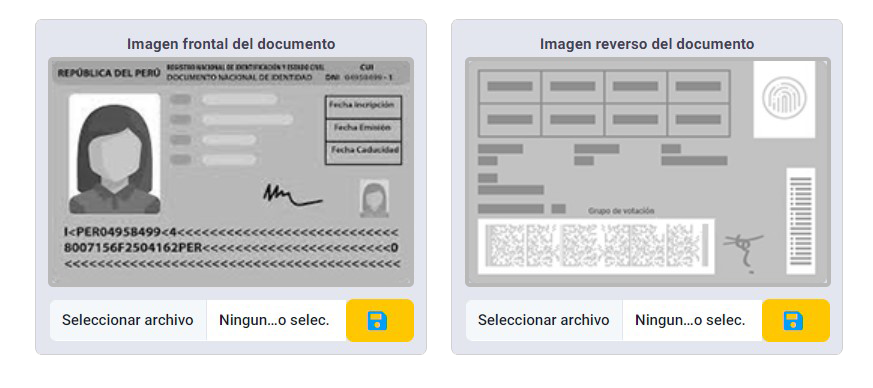 Imagen frontal del documento
REPÚBLICA DEL PERÚ
REGISTRO NACIONAL DE IDENTIFICACIÓN Y ESTADO CIVIL
DOCUMENTO NACIONAL DE IDENTIDAD
CUI
DNI 04958499 - 1
Fecha Incripción
Fecha Emisión
Fecha Caducidad
I<PER04958499<4<<<<<<<<<<<<<<<<<<<<<<<<<<<
8007156F2504162PER<<<<<<<<<<<<<<<<<<<<<<<0
<<<<<<<<<<<<<<<<<<<<<<<<<<<<<<<<<<<<<<<<<<
Seleccionar archivo
Ningun...o selec.
Imagen reverso del documento
Grupo de votación
Seleccionar archivo
Ningun...o selec.